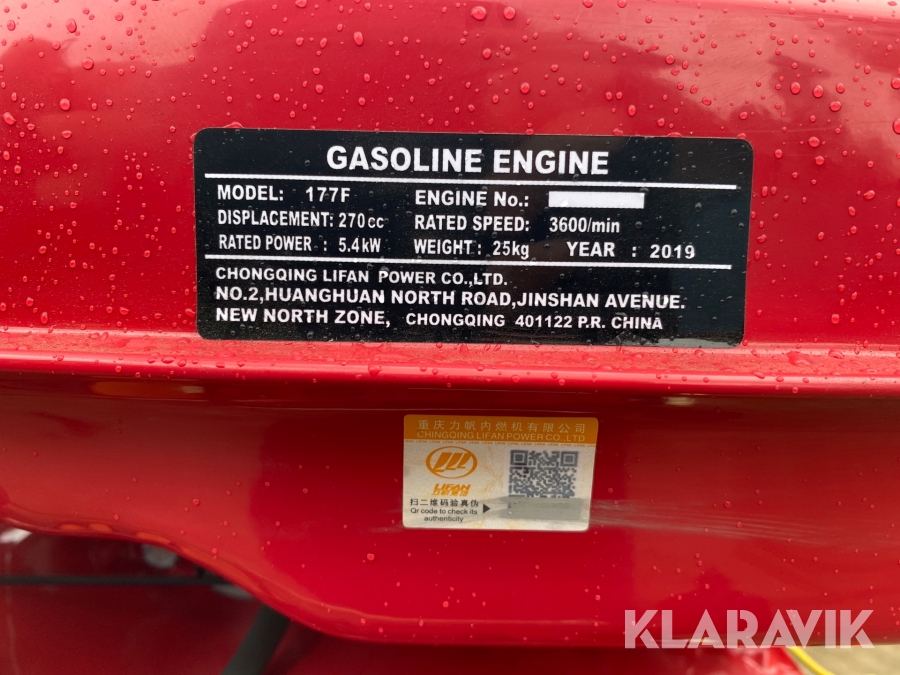 GASOLINE ENGINE
MODEL: 177F ENGINE No.:
DISPLACEMENT: 270cc RATED SPEED: 3600/min
RATED POWER : 5.4kW WEIGHT : 25kg YEAR : 2019
CHONGQING LIFAN POWER CO.,LTD.
NO.2,HUANGHUAN NORTH ROAD,JINSHAN AVENUE.
NEW NORTH ZONE, CHONGQING 401122 P.R. CHINA
重庆力帆内燃机有限公司
CHINGQING LIFAN POWER CO.,LTD
LIFAN
扫二维码验真伪
Qr code to check its
authenticity
KLARAVIK